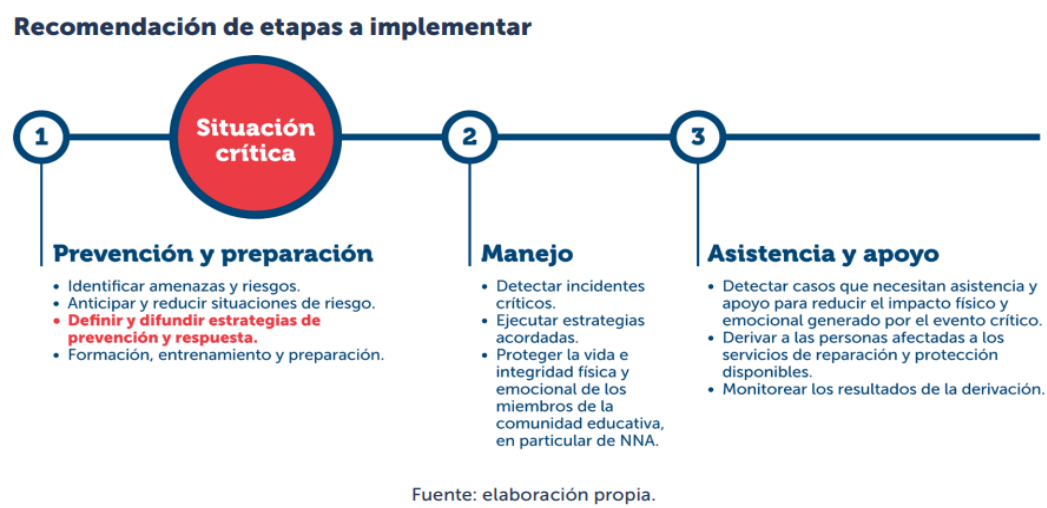 Recomendación de etapas a implementar
1
Situación
crítica
2
3
Prevención y preparación
• Identificar amenazas y riesgos.
• Anticipar y reducir situaciones de riesgo.
• Definir y difundir estrategias de
prevención y respuesta.
• Formación, entrenamiento y preparación.
Manejo
• Detectar incidentes
críticos.
• Ejecutar estrategias
acordadas.
• Proteger la vida e
integridad física y
emocional de los
miembros de la
comunidad educativa,
en particular de NNA.
Asistencia y apoyo
• Detectar casos que necesitan asistencia y
apoyo para reducir el impacto físico y
emocional generado por el evento crítico.
• Derivar a las personas afectadas a los
servicios de reparación y protección
disponibles.
• Monitorear los resultados de la derivación.
Fuente: elaboración propia.